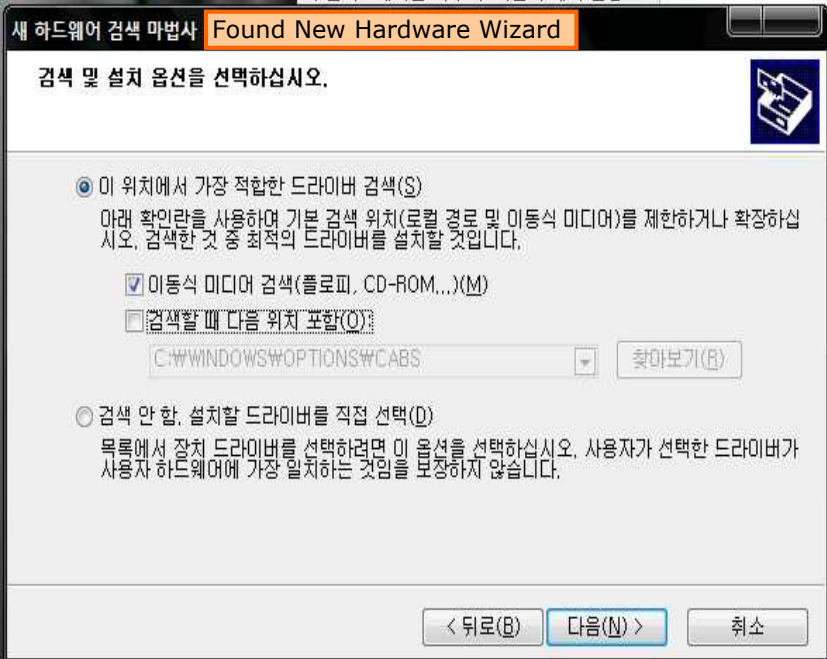 새 하드웨어 검색 마법사 Found New Hardware Wizard
검색 및 설치 옵션을 선택하십시오.
이 위치에서 가장 적합한 드라이버 검색(S)
아래 확인란을 사용하여 기본 검색 위치(로컬 경로 및 이동식 미디어)를 제한하거나 확장하십
시오. 검색한 것 중 최적의 드라이버를 설치할 것입니다.
이동식 미디어 검색(플로피, CD-ROM...)(M)
검색할 때 다음 위치 포함(O):
C:₩WINDOWS₩OPTIONS₩CABS
찾아보기(R)
검색 안 함. 설치할 드라이버를 직접 선택(D)
목록에서 장치 드라이버를 선택하려면 이 옵션을 선택하십시오. 사용자가 선택한 드라이버가
사용자 하드웨어에 가장 일치하는 것임을 보장하지 않습니다.
< 뒤로(B) 다음(N) > 취소